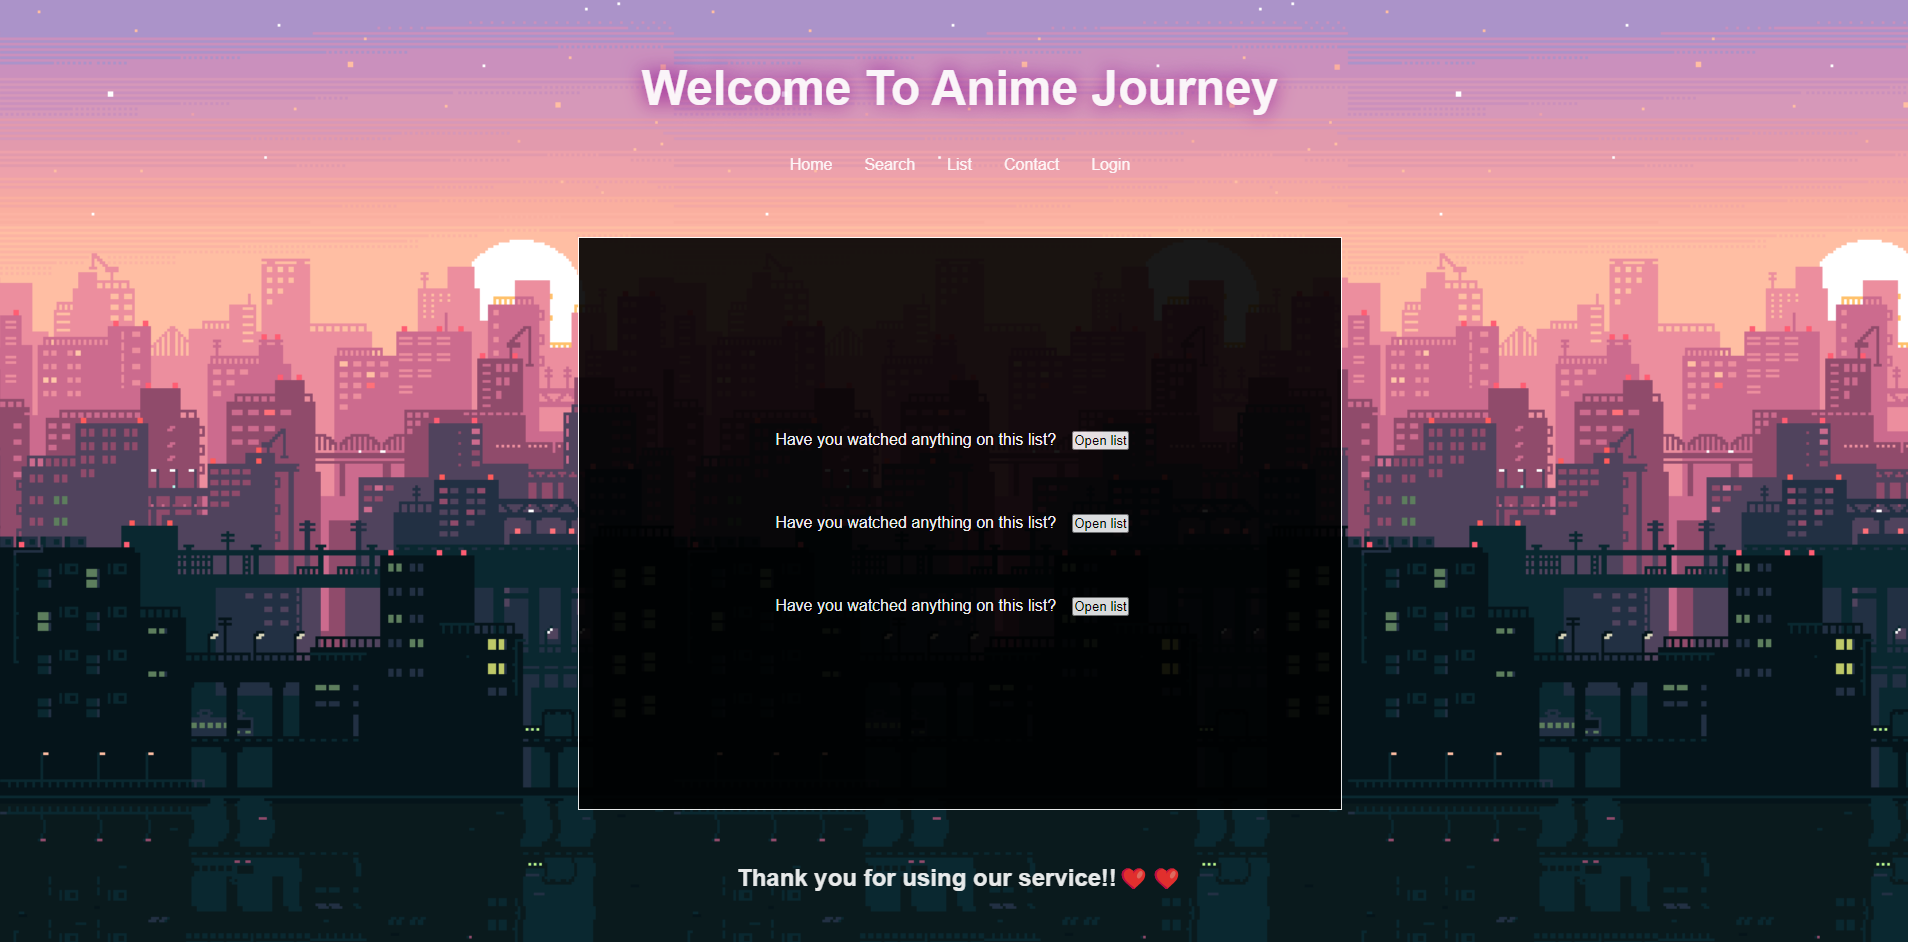 Welcome To Anime Journey
Home Search List Contact Login
Have you watched anything on this list? Open list
Have you watched anything on this list? Open list
Have you watched anything on this list? Open list
Thank you for using our service!!❤️ ❤️